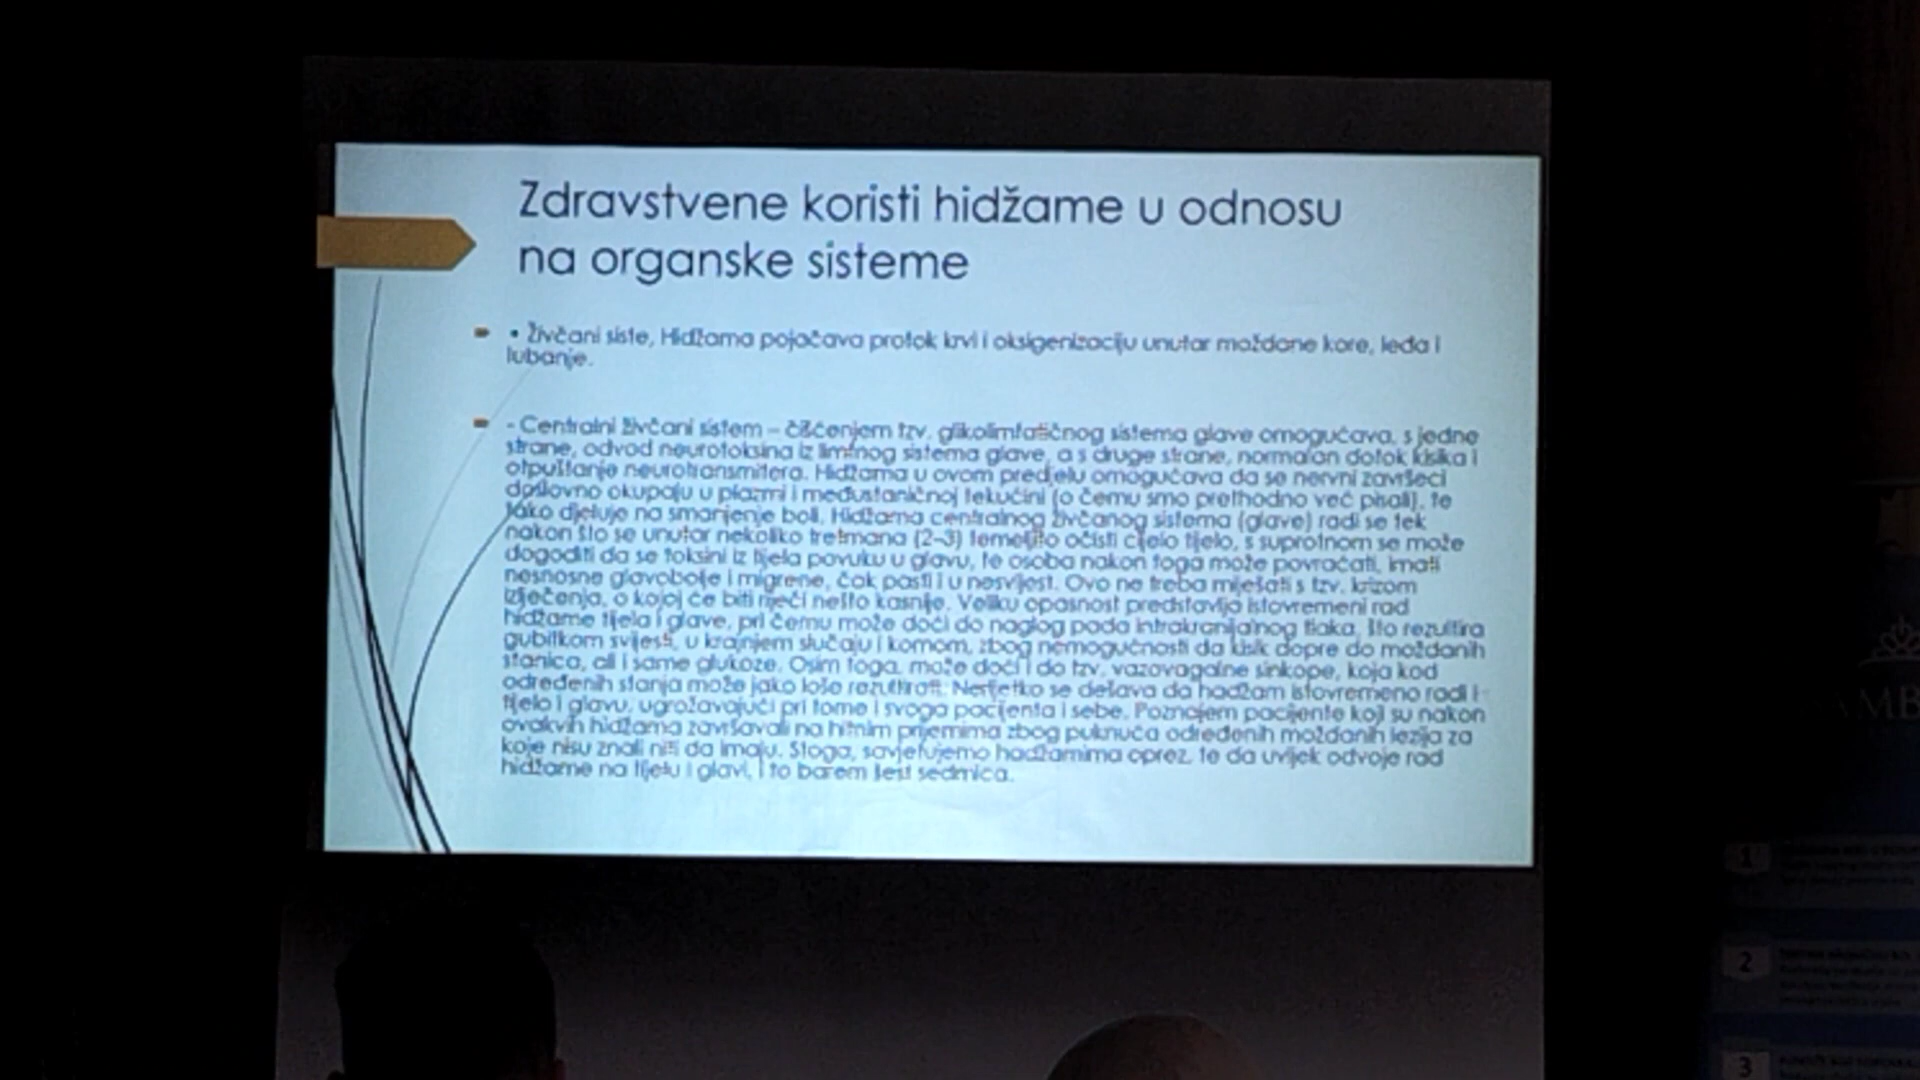 Zdravstvene koristi hidžame u odnosu
na organske sisteme
• Živčani siste, Hidžama pojačava protok krvi i oksigenizaciju unutar moždane kore, leđa i
lubanje.
- Centralni živčani sistem – čišćenjem tzv. glikolimfatičnog sistema glave omogućava, s jedne
strane, odvod neurotoksina iz limfnog sistema glave, a s druge strane, normalan dotok kisika i
otpuštanje neurotransmitera. Hidžama u ovom predjelu omogućava da se nervni završeci
doslovno okupaju u plazmi i međustaničnoj tekućini (o čemu smo prethodno već pisali), te
jako djeluje na smanjenje boli. Hidžama centralnog živčanog sistema (glave) radi se tek
nakon što se unutar nekoliko tretmana (2-3) temeljito očisti cijelo tijelo, s suprotnom se može
dogoditi da se toksini iz tijela povuku u glavu, te osoba nakon toga može povraćati, imati
nesnosne glavobolje i migrene, čak pasti i u nesvijest. Ovo ne treba miješati s tzv. krizom
izlječenja, o kojoj će biti riječi nešto kasnije. Veliku opasnost predstavlja istovremeni rad
hidžame tijela i glave, pri čemu može doći do naglog pada intrakranijalnog tlaka, što rezultira
gubitkom svijesti, u krajnjem slučaju i komom, zbog nemogućnosti da kisik dopre do moždanih
stanica, ali i same glukoze. Osim toga, može doći i do tzv. vazovagalne sinkope, koja kod
određenih stanja može jako loše rezultirati. Nerijetko se dešava da hadžam istovremeno radi i
tijelo i glavu, ugrožavajući pri tome i svoga pacijenta i sebe. Poznajem pacijente koji su nakon
ovakvih hidžama završavali na hitnim prijemima zbog puknuća određenih moždanih lezija za
koje nisu znali niti da imaju. Stoga, savjetujemo hadžamima oprez, te da uvijek odvoje rad
hidžame na tijelu i glavi, i to barem šest sedmica.
MB
1
2
3